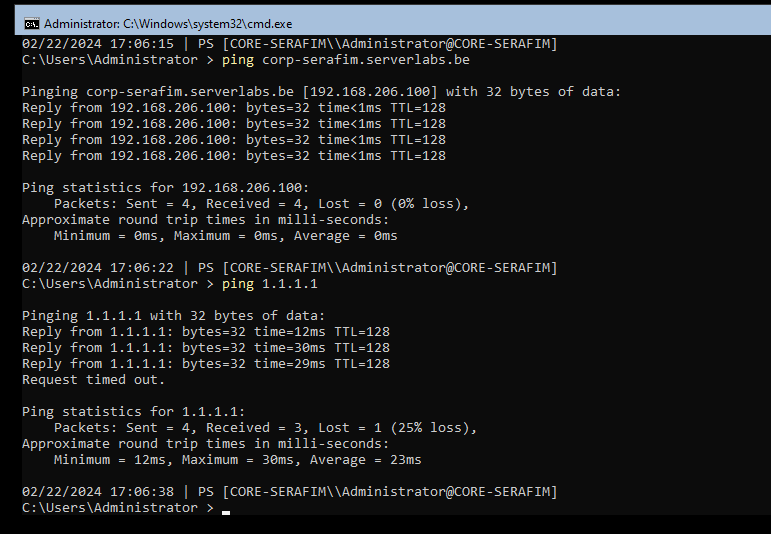 Administrator: C:\Windows\system32\cmd.exe
02/22/2024 17:06:15 | PS [CORE-SERAFIM\\Administrator@CORE-SERAFIM]
C:\Users\Administrator > ping corp-serafim.serverlabs.be
Pinging corp-serafim.serverlabs.be [192.168.206.100] with 32 bytes of data:
Reply from 192.168.206.100: bytes=32 time<1ms TTL=128
Reply from 192.168.206.100: bytes=32 time<1ms TTL=128
Reply from 192.168.206.100: bytes=32 time<1ms TTL=128
Reply from 192.168.206.100: bytes=32 time<1ms TTL=128
Ping statistics for 192.168.206.100:
    Packets: Sent = 4, Received = 4, Lost = 0 (0% loss),
Approximate round trip times in milli-seconds:
    Minimum = 0ms, Maximum = 0ms, Average = 0ms
02/22/2024 17:06:22 | PS [CORE-SERAFIM\\Administrator@CORE-SERAFIM]
C:\Users\Administrator > ping 1.1.1.1
Pinging 1.1.1.1 with 32 bytes of data:
Reply from 1.1.1.1: bytes=32 time=12ms TTL=128
Reply from 1.1.1.1: bytes=32 time=30ms TTL=128
Reply from 1.1.1.1: bytes=32 time=29ms TTL=128
Request timed out.
Ping statistics for 1.1.1.1:
    Packets: Sent = 4, Received = 3, Lost = 1 (25% loss),
Approximate round trip times in milli-seconds:
    Minimum = 12ms, Maximum = 30ms, Average = 23ms
02/22/2024 17:06:38 | PS [CORE-SERAFIM\\Administrator@CORE-SERAFIM]
C:\Users\Administrator >